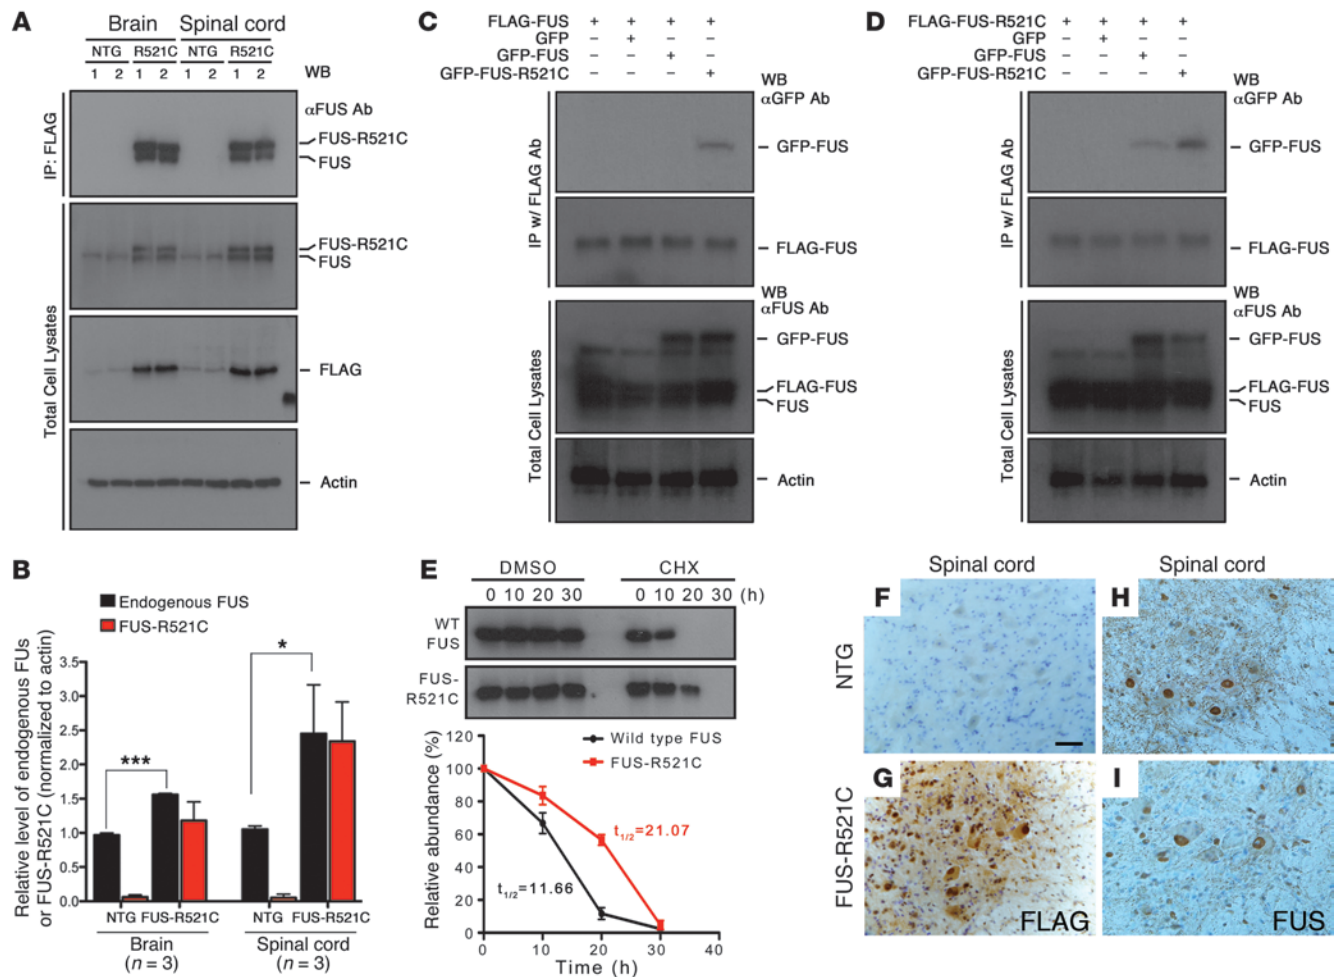 A
Brain Spinal cord
NTG R521C NTG R521C
1 2 1 2 1 2 1 2 WB
IP: FLAG
αFUS Ab
FUS-R521C
FUS
Total Cell Lysates
FUS-R521C
FUS
FLAG
Actin
C
FLAG-FUS + + + +
GFP – + – –
GFP-FUS – – + –
GFP-FUS-R521C – – – +
WB
αGFP Ab
IP w/ FLAG Ab
GFP-FUS
FLAG-FUS
WB
αFUS Ab
Total Cell Lysates
GFP-FUS
FLAG-FUS
FUS
Actin
D
FLAG-FUS-R521C + + + +
GFP – + – –
GFP-FUS – – + –
GFP-FUS-R521C – – – +
WB
αGFP Ab
IP w/ FLAG Ab
GFP-FUS
FLAG-FUS
WB
αFUS Ab
Total Cell Lysates
GFP-FUS
FLAG-FUS
FUS
Actin
B
Endogenous FUS
FUS-R521C
Relative level of endogenous FUs
or FUS-R521C (normalized to actin)
3.5
3.0
2.5
2.0
1.5
1.0
0.5
0.0
***
*
NTG FUS-R521C NTG FUS-R521C
Brain Spinal cord
(n = 3) (n = 3)
E
DMSO CHX
0 10 20 30 0 10 20 30 (h)
WT
FUS
FUS-
R521C
Wild type FUS
FUS-R521C
Relative abundance (%)
120
100
80
60
40
20
0
t1/2=21.07
t1/2=11.66
0 10 20 30 40
Time (h)
Spinal cord Spinal cord
F
H
NTG
G
I
FUS-R521C
FLAG
FUS